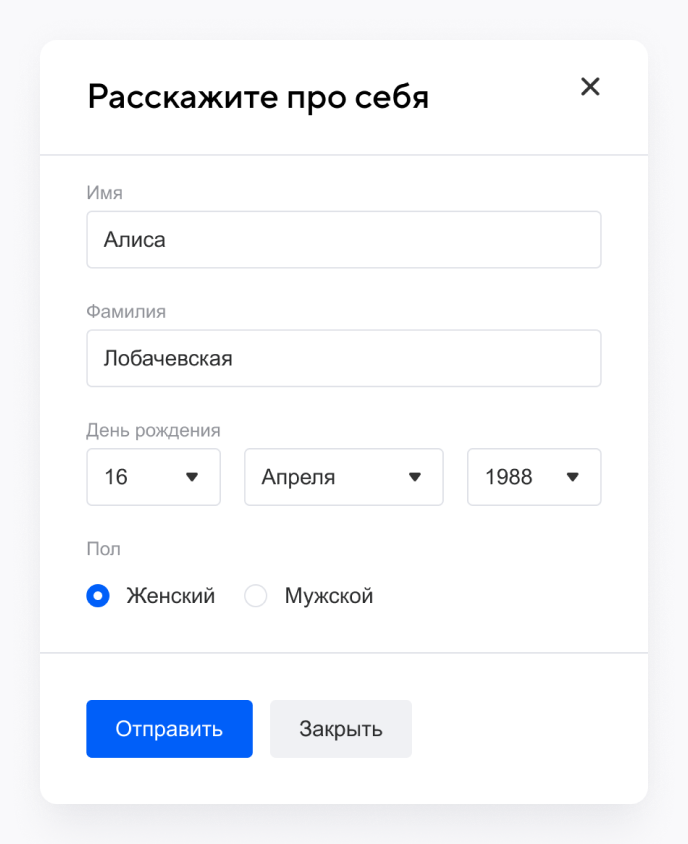 Расскажите про себя
Имя
Алиса
Фамилия
Лобачевская
День рождения
16 Апреля 1988
Пол
Женский Мужской
Отправить Закрыть